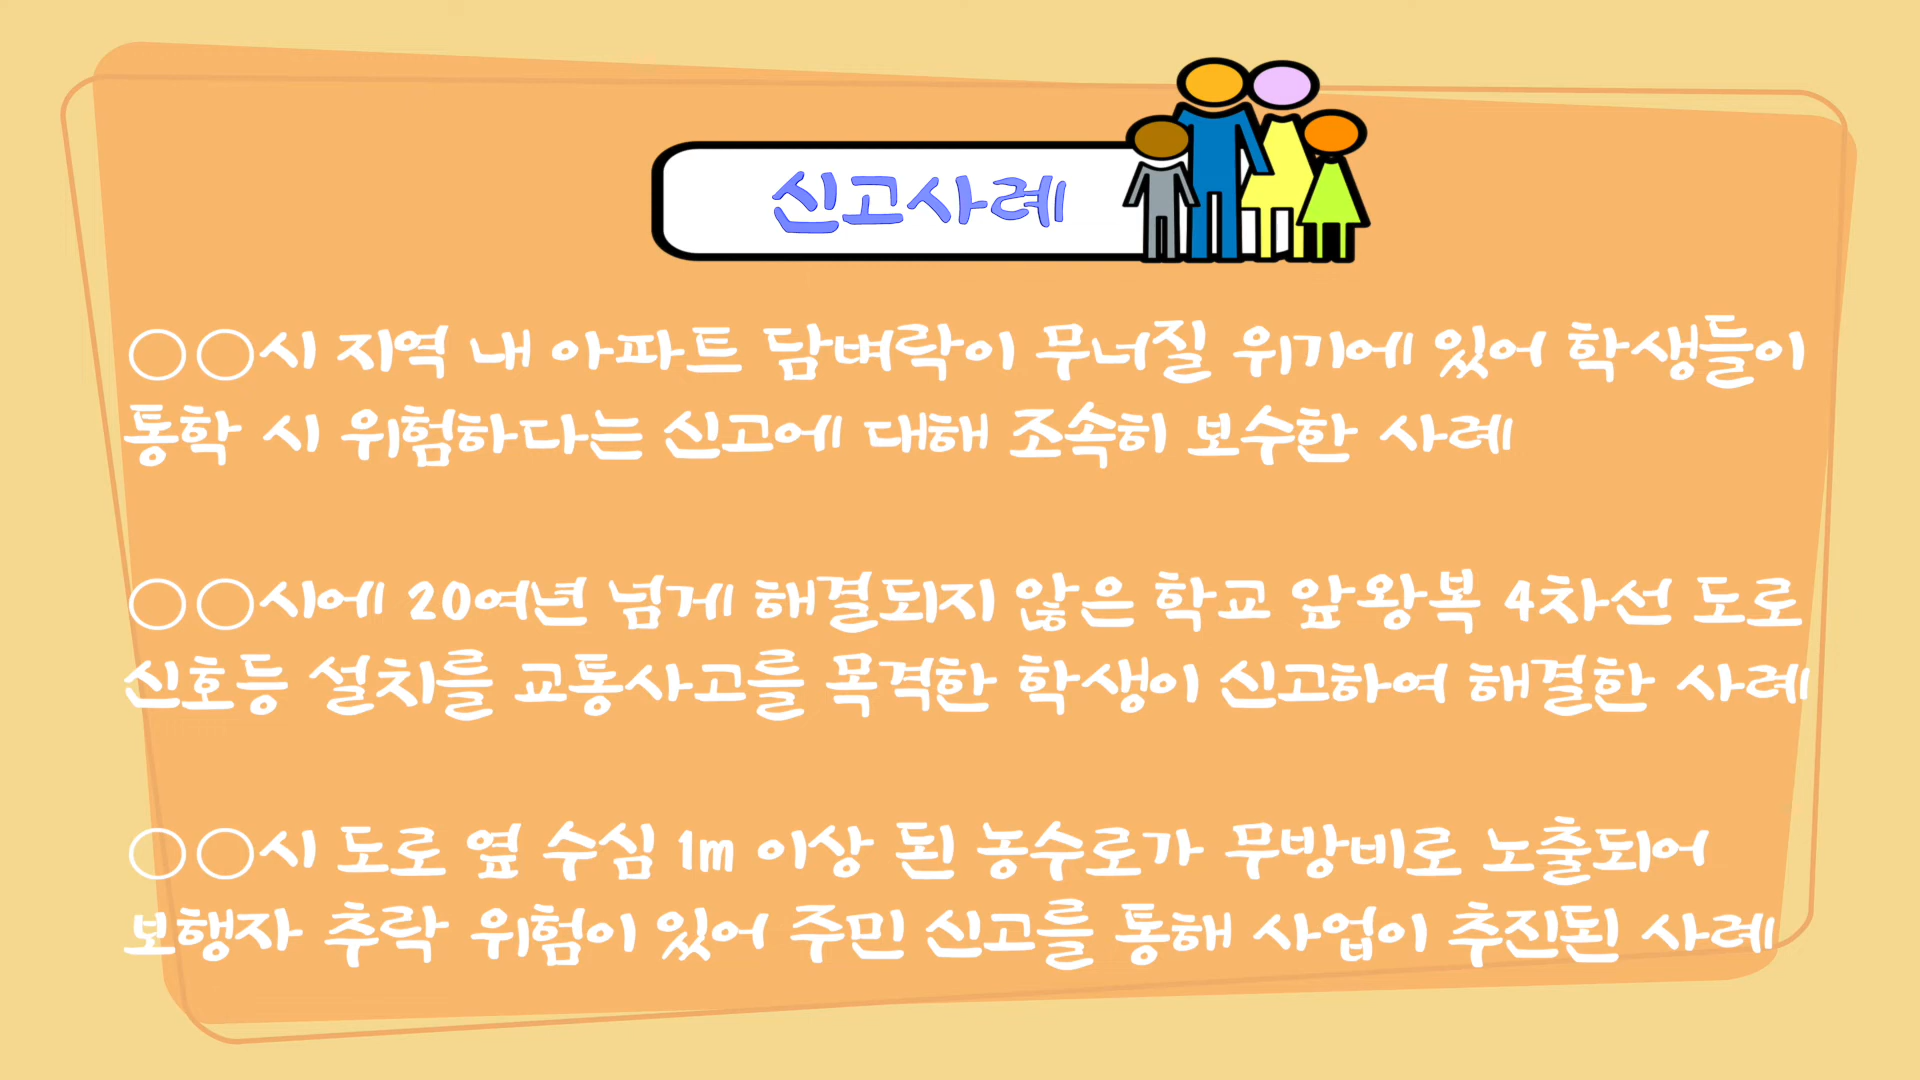 신고사례
○○시 지역 내 아파트 담벼락이 무너질 위기에 있어 학생들이
통학 시 위험하다는 신고에 대해 조속히 보수한 사례
○○시에 20여년 넘게 해결되지 않은 학교 앞왕복 4차선 도로
신호등 설치를 교통사고를 목격한 학생이 신고하여 해결한 사례
○○시 도로 옆 수심 1m 이상 된 농수로가 무방비로 노출되어
보행자 추락 위험이 있어 주민 신고를 통해 사업이 추진된 사례